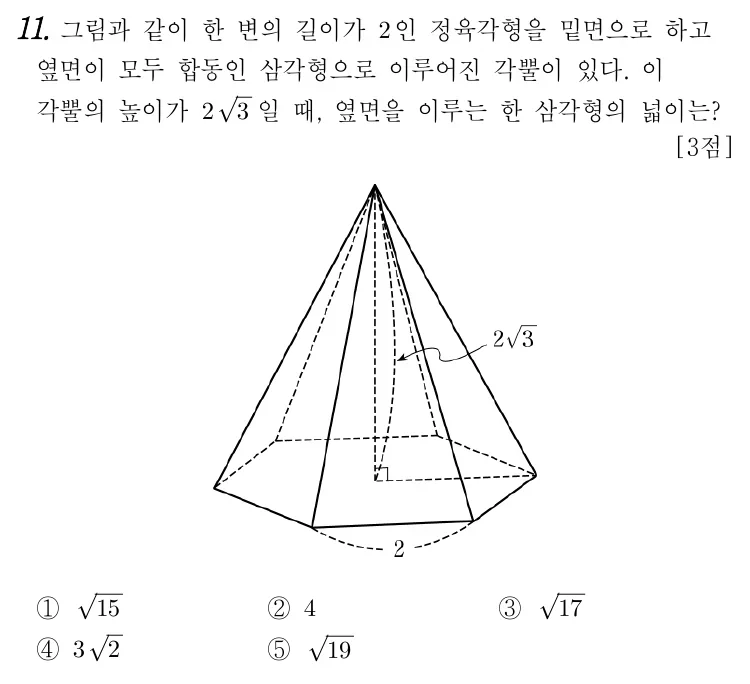 11. 그림과 같이 한 변의 길이가 2인 정육각형을 밑면으로 하고
옆면이 모두 합동인 삼각형으로 이루어진 각뿔이 있다. 이
각뿔의 높이가 2√3 일 때, 옆면을 이루는 한 삼각형의 넓이는?
[3점]
2√3
2
① √15 ② 4 ③ √17
④ 3√2 ⑤ √19